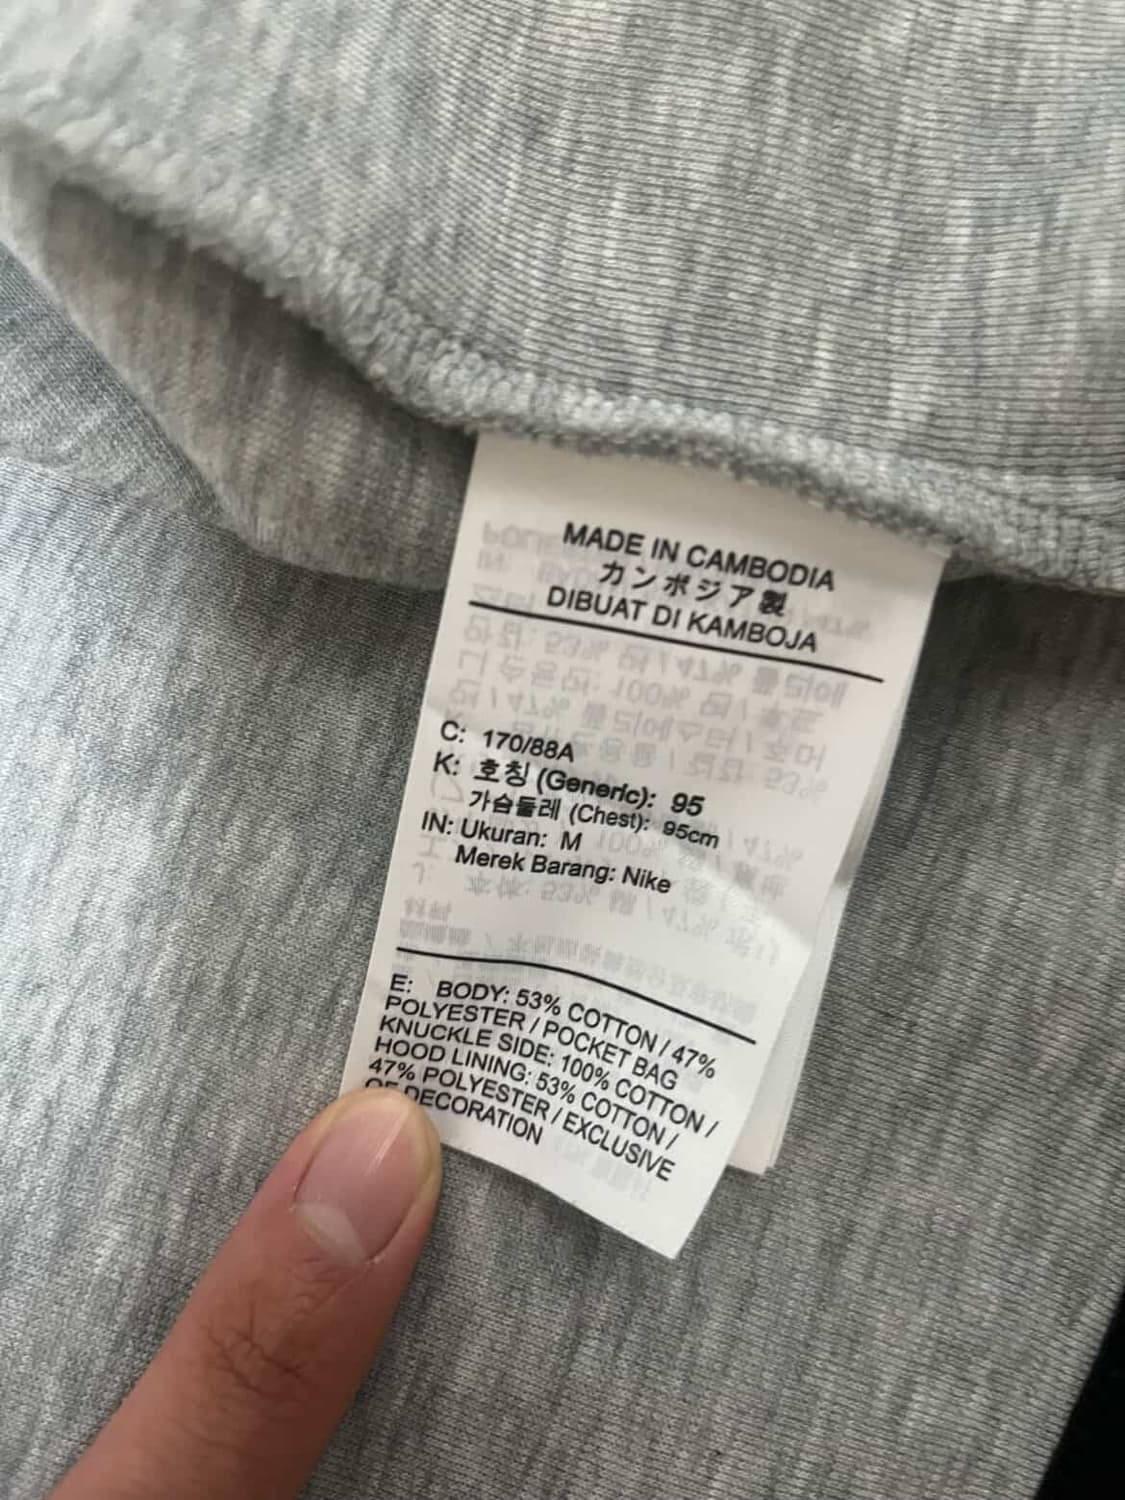 MADE IN CAMBODIA
カンボジア製
DIBUAT DI KAMBOJA
C: 170/88A
K: 호칭 (Generic): 95
가슴둘레 (Chest): 95cm
IN: Ukuran: M
Merek Barang: Nike
E: BODY: 53% COTTON / 47%
POLYESTER / POCKET BAG
KNUCKLE SIDE: 100% COTTON /
HOOD LINING: 53% COTTON /
47% POLYESTER / EXCLUSIVE
OF DECORATION